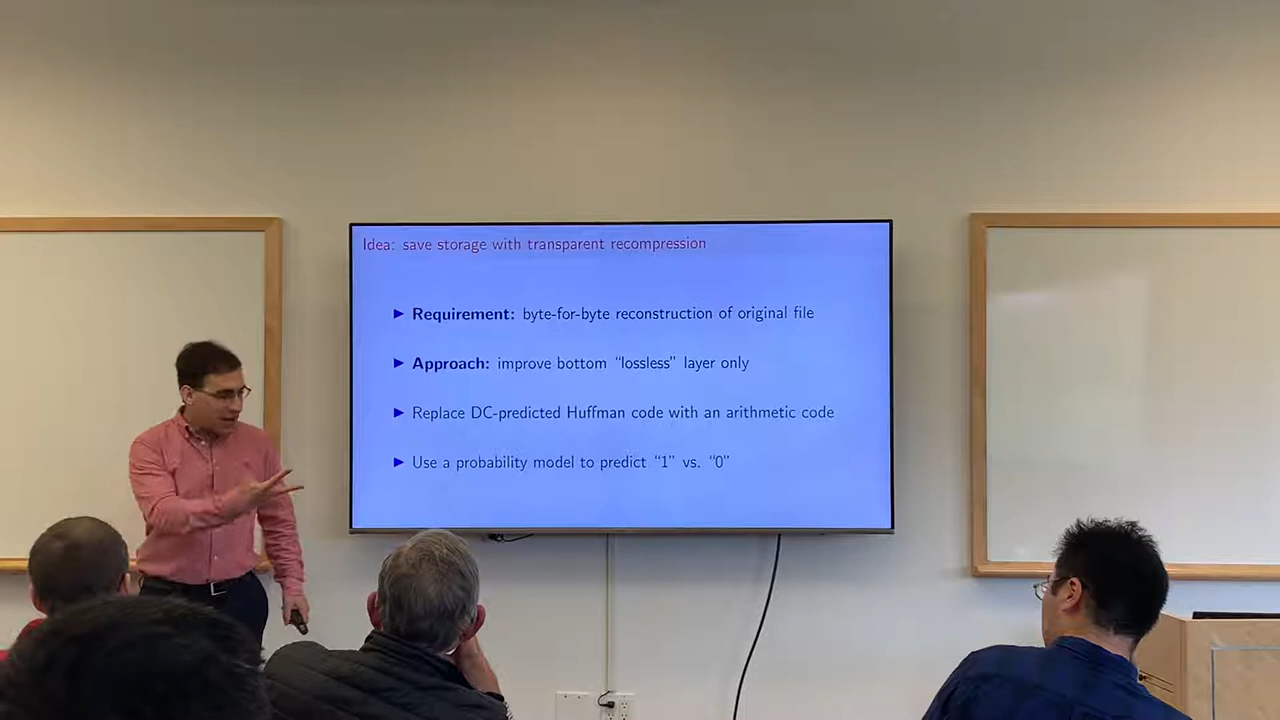 Idea: save storage with transparent recompression
▶ Requirement: byte-for-byte reconstruction of original file
▶ Approach: improve bottom “lossless” layer only
▶ Replace DC-predicted Huffman code with an arithmetic code
▶ Use a probability model to predict “1” vs. “0”